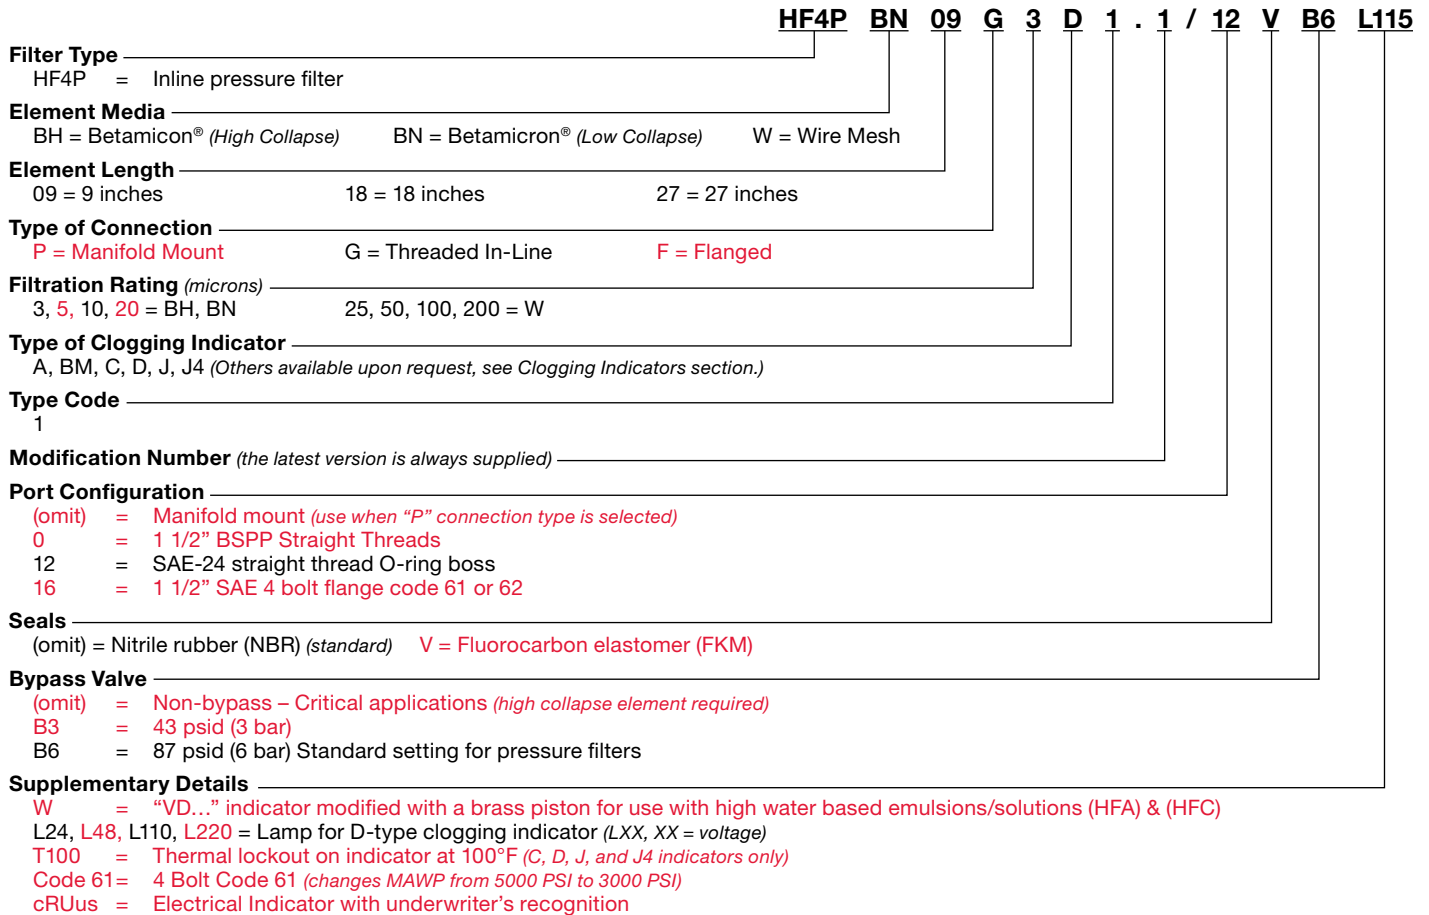 HF4P BN 09 G 3 D 1 . 1 / 12 V B6 L115
Filter Type
HF4P = Inline pressure filter
Element Media
BH = Betamicon® (High Collapse) BN = Betamicron® (Low Collapse) W = Wire Mesh
Element Length
09 = 9 inches 18 = 18 inches 27 = 27 inches
Type of Connection
P = Manifold Mount G = Threaded In-Line F = Flanged
Filtration Rating (microns)
3, 5, 10, 20 = BH, BN 25, 50, 100, 200 = W
Type of Clogging Indicator
A, BM, C, D, J, J4 (Others available upon request, see Clogging Indicators section.)
Type Code
1
Modification Number (the latest version is always supplied)
Port Configuration
(omit) = Manifold mount (use when “P” connection type is selected)
0 = 1 1/2” BSPP Straight Threads
12 = SAE-24 straight thread O-ring boss
16 = 1 1/2” SAE 4 bolt flange code 61 or 62
Seals
(omit) = Nitrile rubber (NBR) (standard) V = Fluorocarbon elastomer (FKM)
Bypass Valve
(omit) = Non-bypass – Critical applications (high collapse element required)
B3 = 43 psid (3 bar)
B6 = 87 psid (6 bar) Standard setting for pressure filters
Supplementary Details
W = “VD…” indicator modified with a brass piston for use with high water based emulsions/solutions (HFA) & (HFC)
L24, L48, L110, L220 = Lamp for D-type clogging indicator (LXX, XX = voltage)
T100 = Thermal lockout on indicator at 100°F (C, D, J, and J4 indicators only)
Code 61= 4 Bolt Code 61 (changes MAWP from 5000 PSI to 3000 PSI)
cRUus = Electrical Indicator with underwriter’s recognition